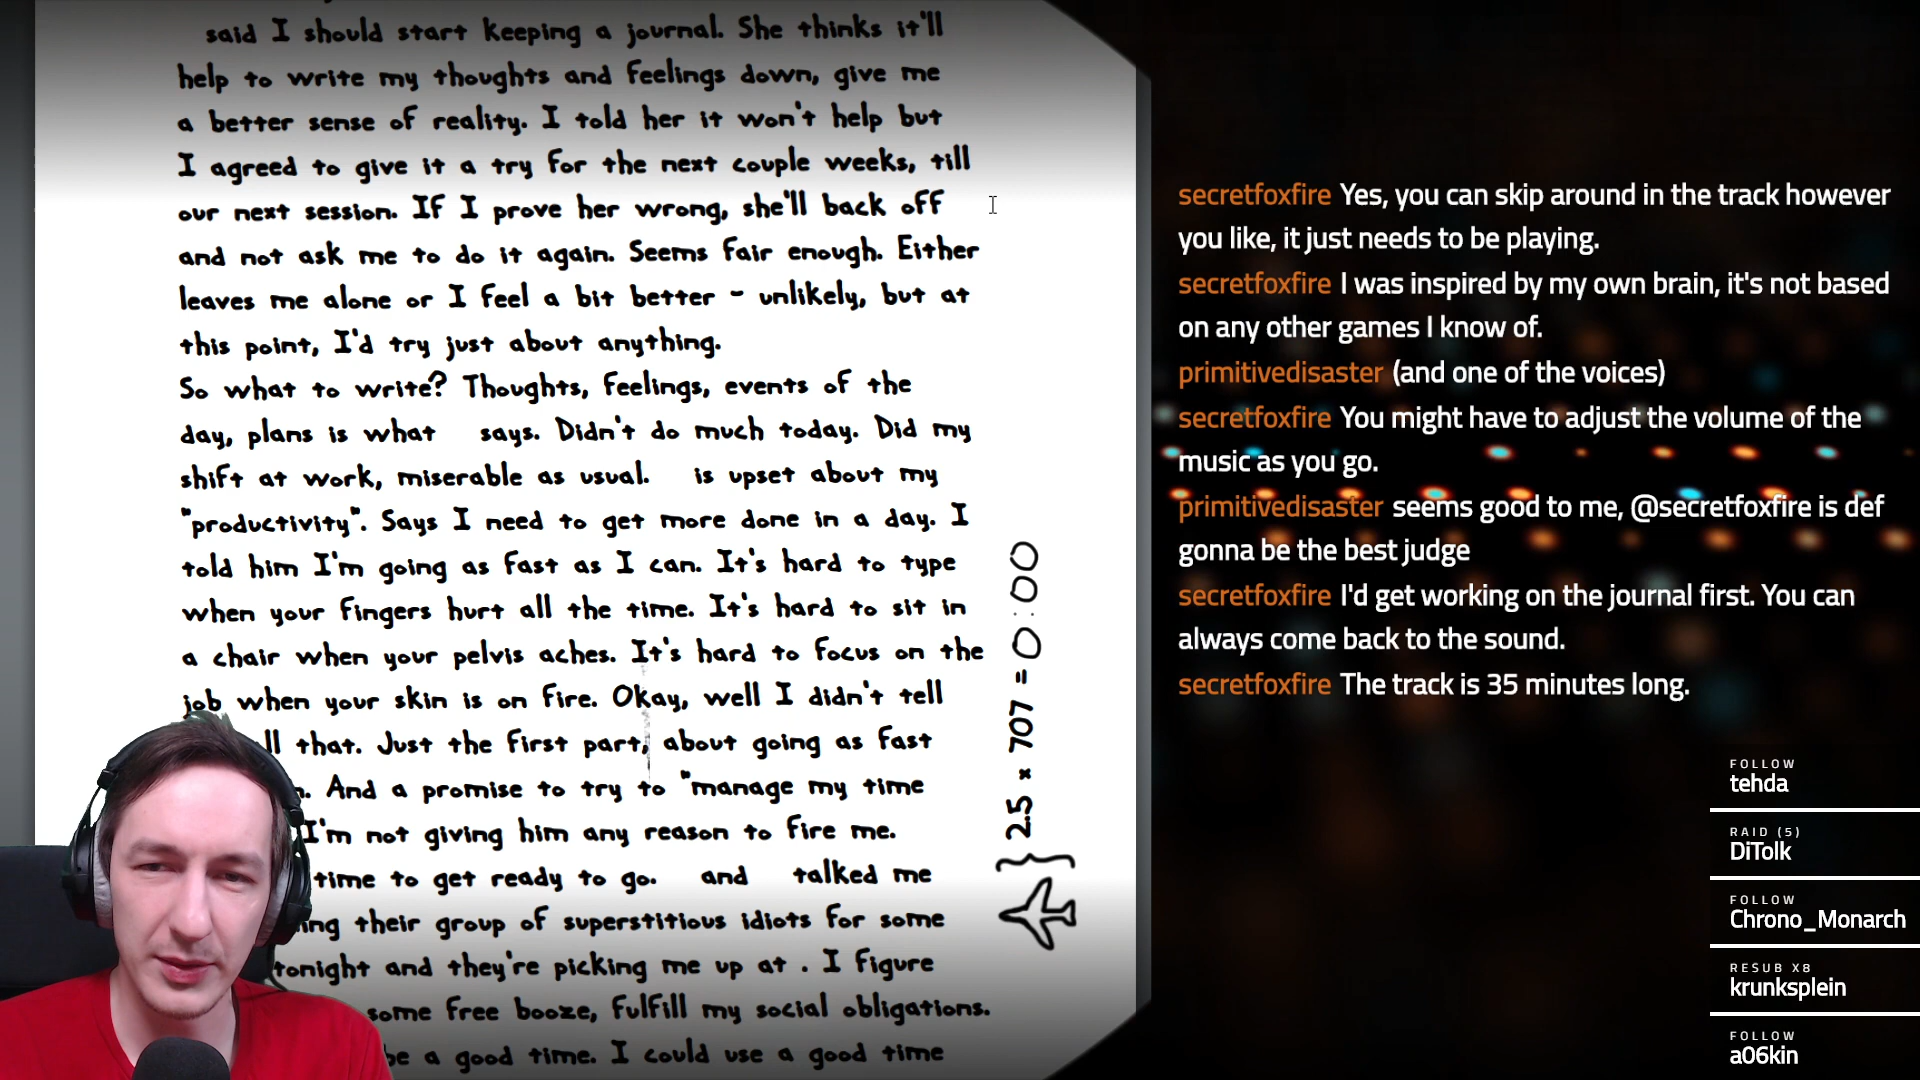 said I should start keeping a journal. She thinks it'll
help to write my thoughts and feelings down, give me
a better sense of reality. I told her it won't help but
I agreed to give it a try for the next couple weeks, till
our next session. If I prove her wrong, she'll back off
and not ask me to do it again. Seems fair enough. Either
leaves me alone or I feel a bit better - unlikely, but at
this point, I'd try just about anything.
So what to write? Thoughts, feelings, events of the
day, plans is what says. Didn't do much today. Did my
shift at work, miserable as usual. is upset about my
"productivity". Says I need to get more done in a day. I
told him I'm going as fast as I can. It's hard to type
when your fingers hurt all the time. It's hard to sit in
a chair when your pelvis aches. It's hard to focus on the
job when your skin is on fire. Okay, well I didn't tell
that. Just the first part, about going as fast
And a promise to try to "manage my time
I'm not giving him any reason to fire me.
time to get ready to go. and talked me
their group of superstitious idiots for some
tonight and they're picking me up at . I figure
some free booze, fulfill my social obligations.
be a good time. I could use a good time
2.5 x 707 = 0:00
secretfoxfire Yes, you can skip around in the track however
you like, it just needs to be playing.
secretfoxfire I was inspired by my own brain, it's not based
on any other games I know of.
primitivedisaster (and one of the voices)
secretfoxfire You might have to adjust the volume of the
music as you go.
primitivedisaster seems good to me, @secretfoxfire is def
gonna be the best judge
secretfoxfire I'd get working on the journal first. You can
always come back to the sound.
secretfoxfire The track is 35 minutes long.
FOLLOW
tehda
RAID (5)
DiTolk
FOLLOW
Chrono_Monarch
RESUB X8
krunksplein
FOLLOW
a06kin